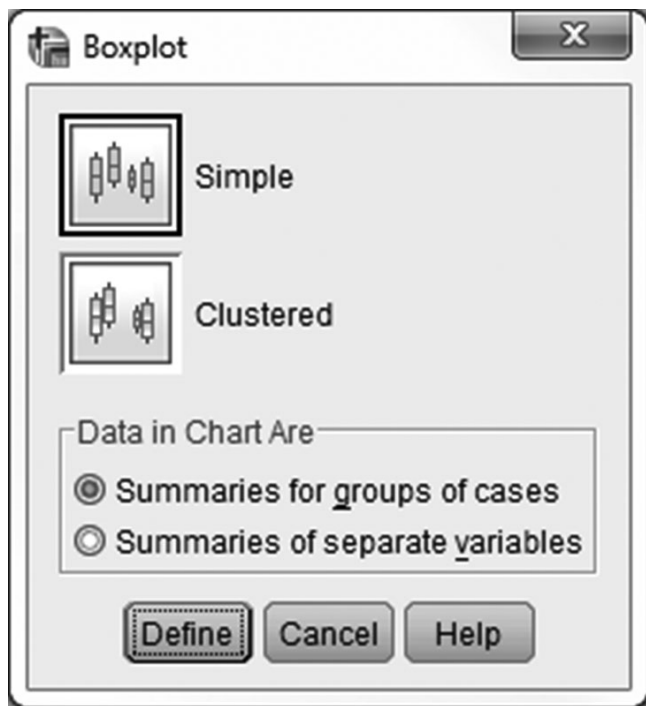 Boxplot
Simple
Clustered
Data in Chart Are
Summaries for groups of cases
Summaries of separate variables
Define Cancel Help